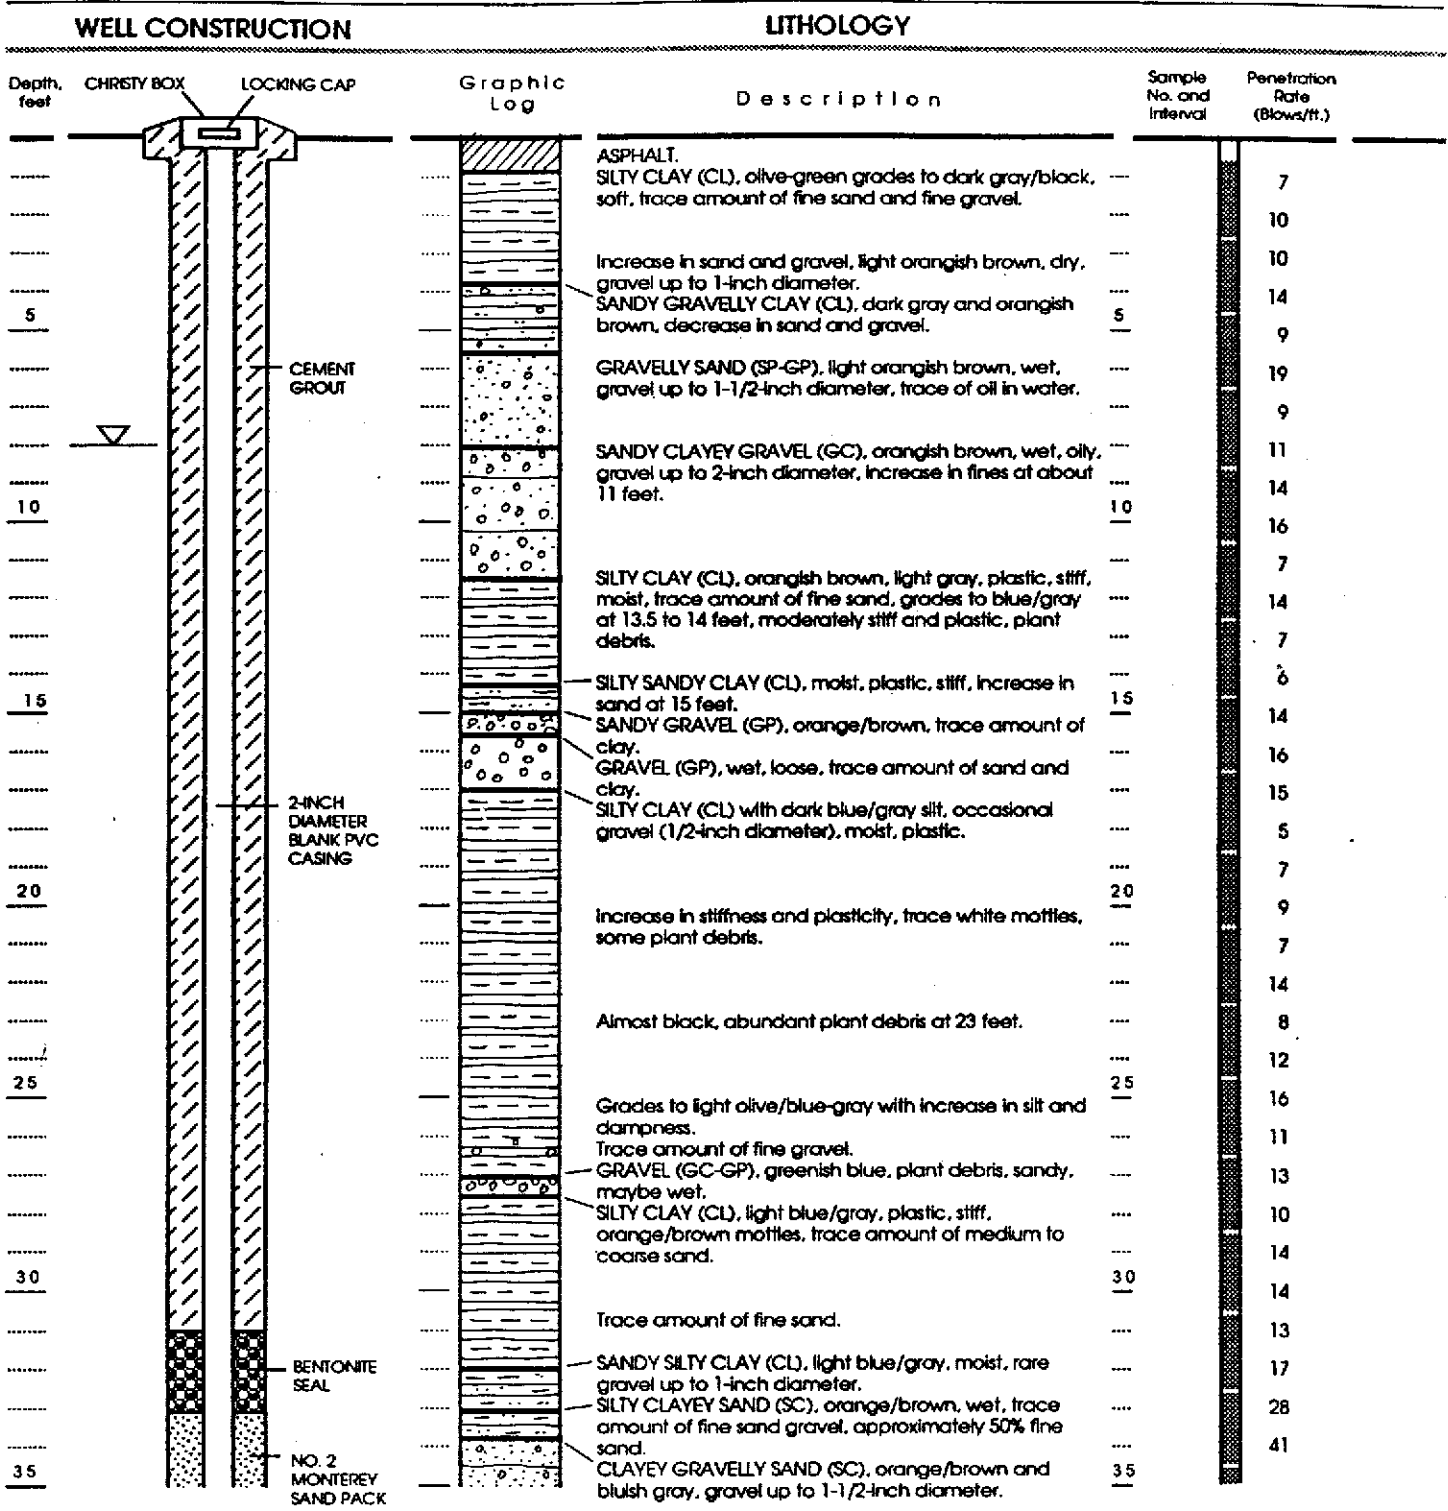 WELL CONSTRUCTION
LITHOLOGY
Depth, feet
CHRISTY BOX
LOCKING CAP
Graphic Log
Description
Sample No. and Interval
Penetration Rate (Blows/ft.)
ASPHALT.
SILTY CLAY (CL), olive-green grades to dark gray/black,
soft, trace amount of fine sand and fine gravel.
7
10
Increase in sand and gravel, light orangish brown, dry,
gravel up to 1-inch diameter.
10
SANDY GRAVELLY CLAY (CL), dark gray and orangish
brown, decrease in sand and gravel.
14
5
5
9
CEMENT
GROUT
GRAVELLY SAND (SP-GP), light orangish brown, wet,
gravel up to 1-1/2-inch diameter, trace of oil in water.
19
9
SANDY CLAYEY GRAVEL (GC), orangish brown, wet, oily,
gravel up to 2-inch diameter, increase in fines at about
11 feet.
11
14
10
10
16
7
SILTY CLAY (CL), orangish brown, light gray, plastic, stiff,
moist, trace amount of fine sand, grades to blue/gray
at 13.5 to 14 feet, moderately stiff and plastic, plant
debris.
14
7
6
SILTY SANDY CLAY (CL), moist, plastic, stiff, increase in
sand at 15 feet.
15
15
14
SANDY GRAVEL (GP), orange/brown, trace amount of
clay.
16
GRAVEL (GP), wet, loose, trace amount of sand and
clay.
15
2-INCH
DIAMETER
BLANK PVC
CASING
SILTY CLAY (CL) with dark blue/gray silt, occasional
gravel (1/2-inch diameter), moist, plastic.
5
7
20
20
9
Increase in stiffness and plasticity, trace white mottles,
some plant debris.
7
14
Almost black, abundant plant debris at 23 feet.
8
12
25
25
16
Grades to light olive/blue-gray with increase in silt and
dampness.
11
Trace amount of fine gravel.
GRAVEL (GC-GP), greenish blue, plant debris, sandy,
maybe wet.
13
SILTY CLAY (CL), light blue/gray, plastic, stiff,
orange/brown mottles, trace amount of medium to
coarse sand.
10
14
30
30
14
Trace amount of fine sand.
13
BENTONITE
SEAL
SANDY SILTY CLAY (CL), light blue/gray, moist, rare
gravel up to 1-inch diameter.
17
SILTY CLAYEY SAND (SC), orange/brown, wet, trace
amount of fine sand gravel, approximately 50% fine
sand.
28
41
NO. 2
MONTEREY
SAND PACK
CLAYEY GRAVELLY SAND (SC), orange/brown and
bluish gray, gravel up to 1-1/2-inch diameter.
35
35